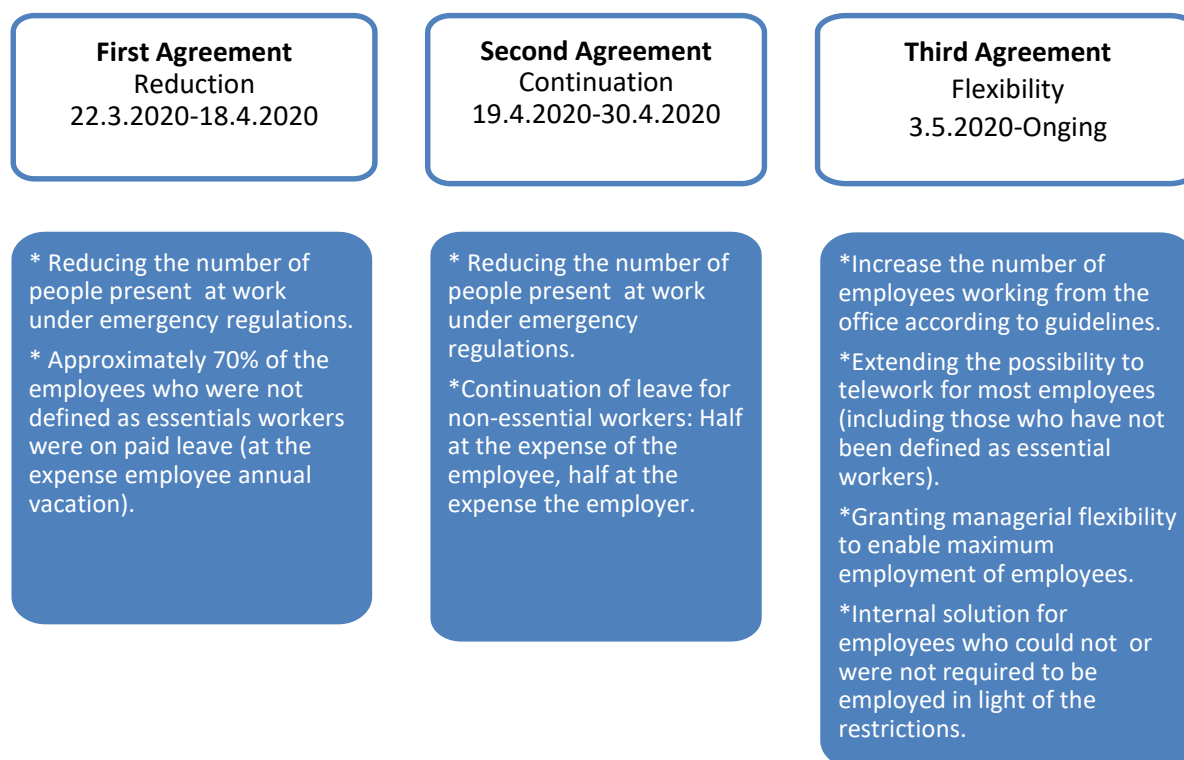 First Agreement
Reduction
22.3.2020-18.4.2020
Second Agreement
Continuation
19.4.2020-30.4.2020
Third Agreement
Flexibility
3.5.2020-Onging
* Reducing the number of
people present at work
under emergency regulations.
* Approximately 70% of the
employees who were not
defined as essentials workers
were on paid leave (at the
expense employee annual
vacation).
* Reducing the number of
people present at work
under emergency
regulations.
*Continuation of leave for
non-essential workers: Half
at the expense of the
employee, half at the
expense the employer.
*Increase the number of
employees working from the
office according to guidelines.
*Extending the possibility to
telework for most employees
(including those who have not
been defined as essential
workers).
*Granting managerial flexibility
to enable maximum
employment of employees.
*Internal solution for
employees who could not or
were not required to be
employed in light of the
restrictions.